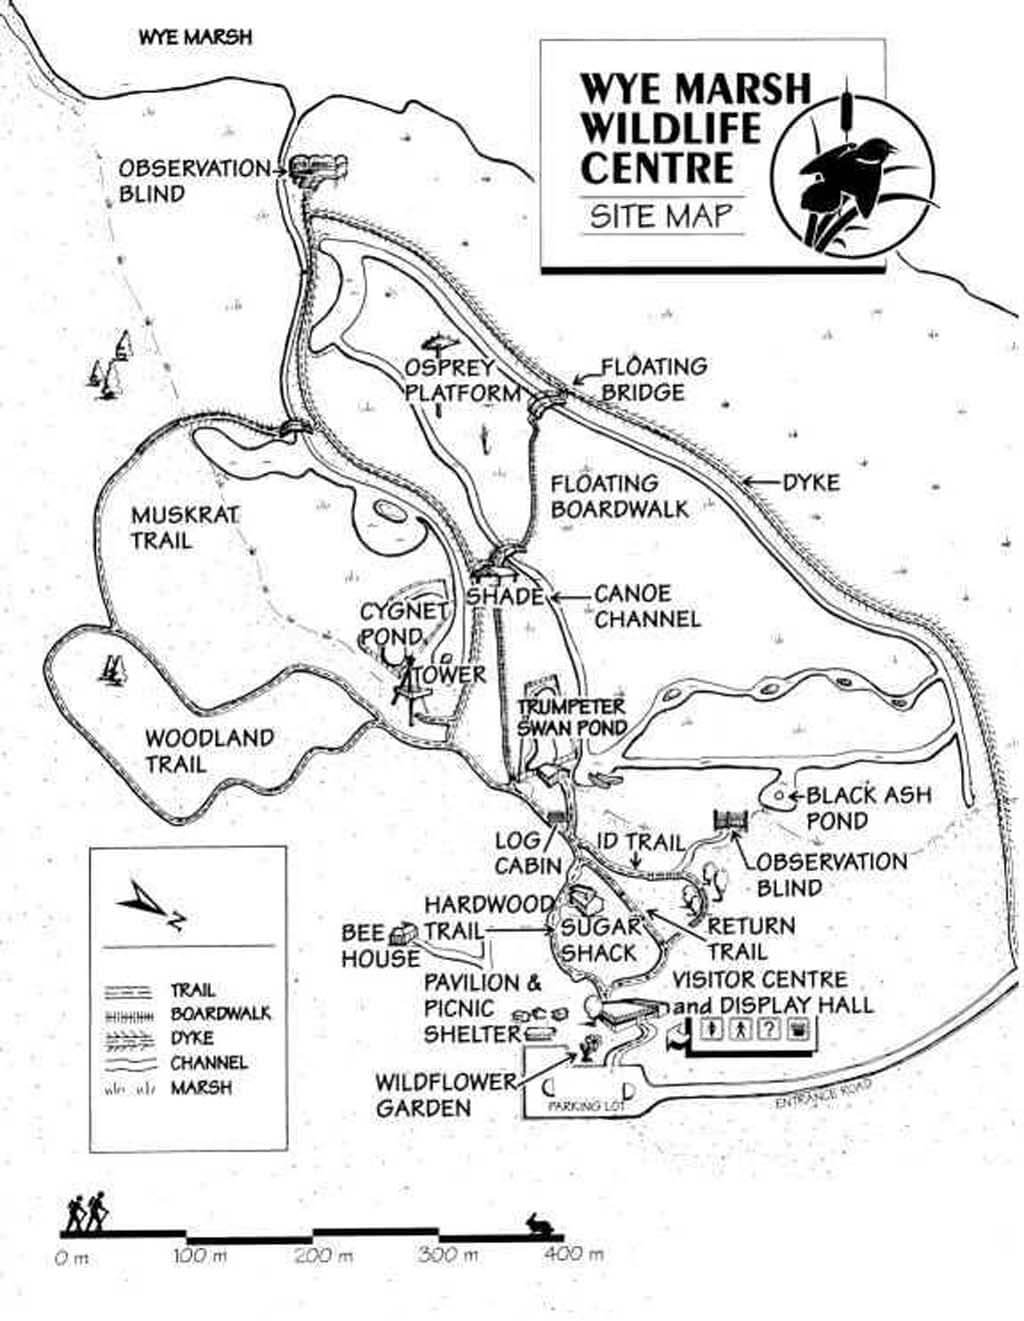 WYE MARSH
WYE MARSH
WILDLIFE
CENTRE
SITE MAP
OBSERVATION
BLIND
OSPREY
PLATFORM
FLOATING
BRIDGE
FLOATING
BOARDWALK
DYKE
MUSKRAT
TRAIL
CYGNET
POND
SHADE
CANOE
CHANNEL
TOWER
TRUMPETER
SWAN POND
WOODLAND
TRAIL
BLACK ASH
POND
LOG
CABIN
ID TRAIL
OBSERVATION
BLIND
HARDWOOD
TRAIL
SUGAR
SHACK
RETURN
TRAIL
BEE
HOUSE
PAVILION &
PICNIC
SHELTER
VISITOR CENTRE
and DISPLAY HALL
?
WILDFLOWER
GARDEN
PARKING LOT
ENTRANCE ROAD
N
TRAIL
BOARDWALK
DYKE
CHANNEL
MARSH
0 m 100 m 200 m 300 m 400 m